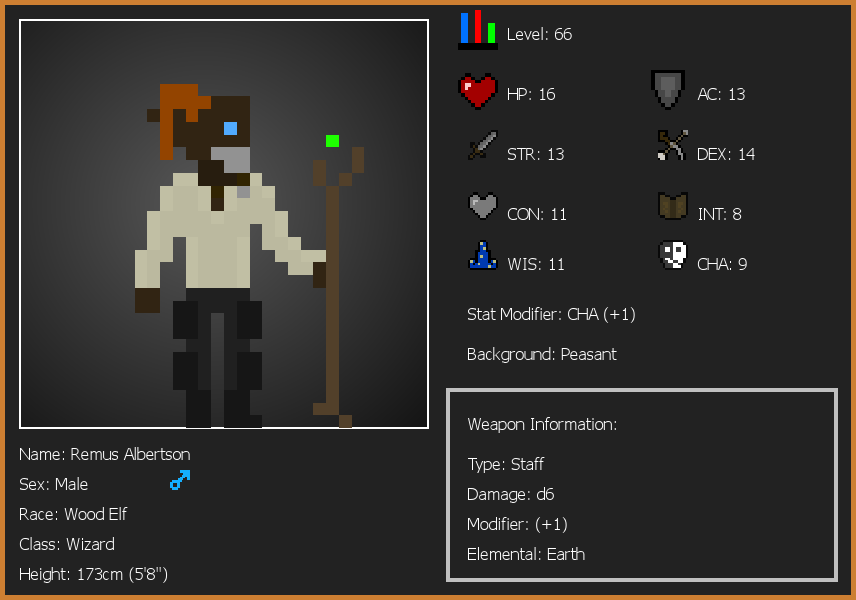 Level: 66
HP: 16
AC: 13
STR: 13
DEX: 14
CON: 11
INT: 8
WIS: 11
CHA: 9
Stat Modifier: CHA (+1)
Background: Peasant
Weapon Information:
Type: Staff
Damage: d6
Modifier: (+1)
Elemental: Earth
Name: Remus Albertson
Sex: Male
Race: Wood Elf
Class: Wizard
Height: 173cm (5'8")